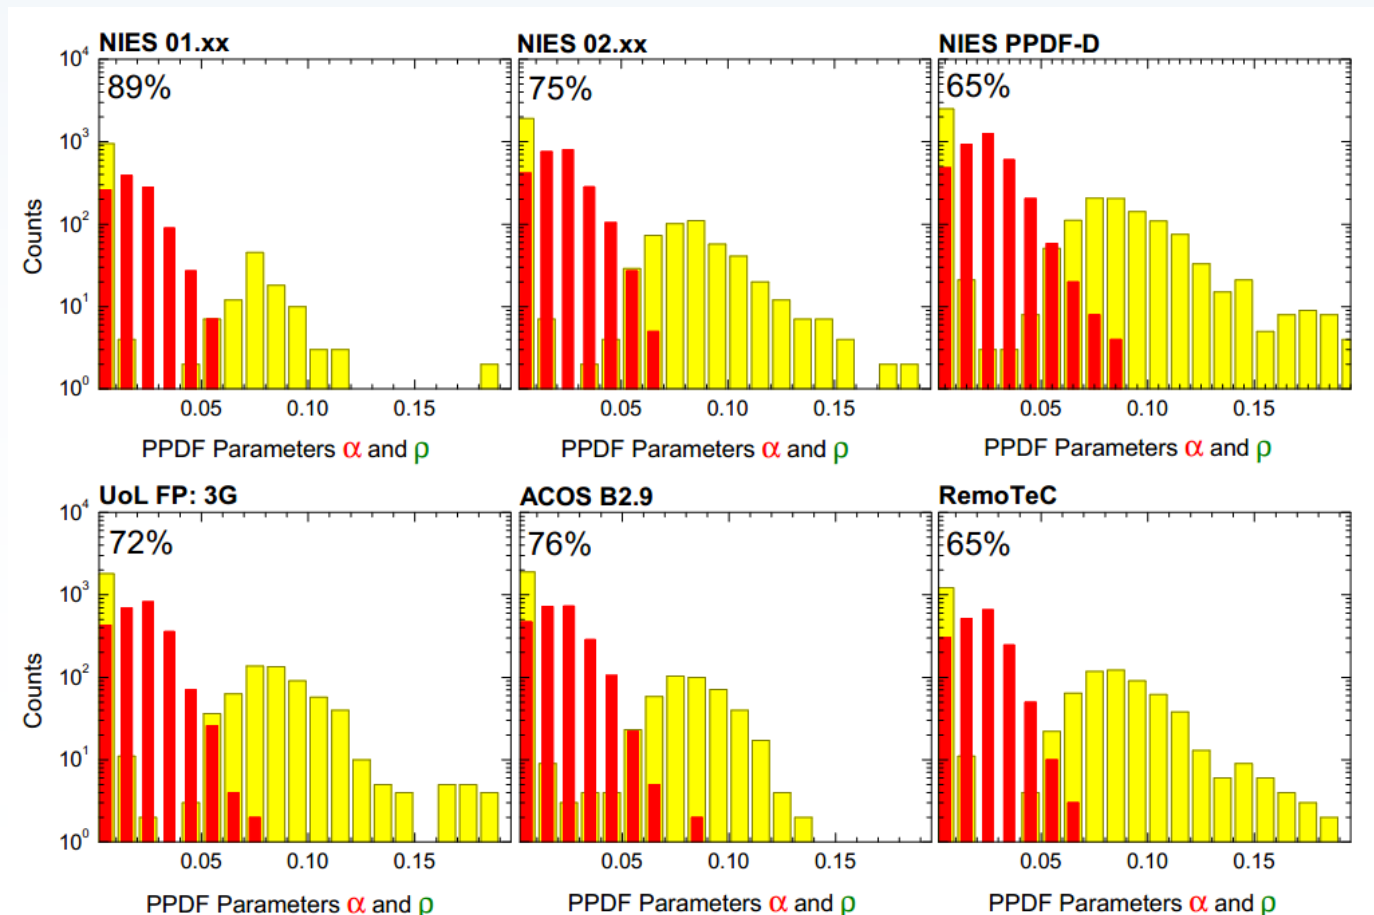 NIES 01.xx
NIES 02.xx
NIES PPDF-D
89%
75%
65%
10⁴
10³
10²
10¹
10⁰
Counts
0.05 0.10 0.15
0.05 0.10 0.15
0.05 0.10 0.15
PPDF Parameters α and ρ
PPDF Parameters α and ρ
PPDF Parameters α and ρ
UoL FP: 3G
ACOS B2.9
RemoTeC
72%
76%
65%
10⁴
10³
10²
10¹
10⁰
Counts
0.05 0.10 0.15
0.05 0.10 0.15
0.05 0.10 0.15
PPDF Parameters α and ρ
PPDF Parameters α and ρ
PPDF Parameters α and ρ